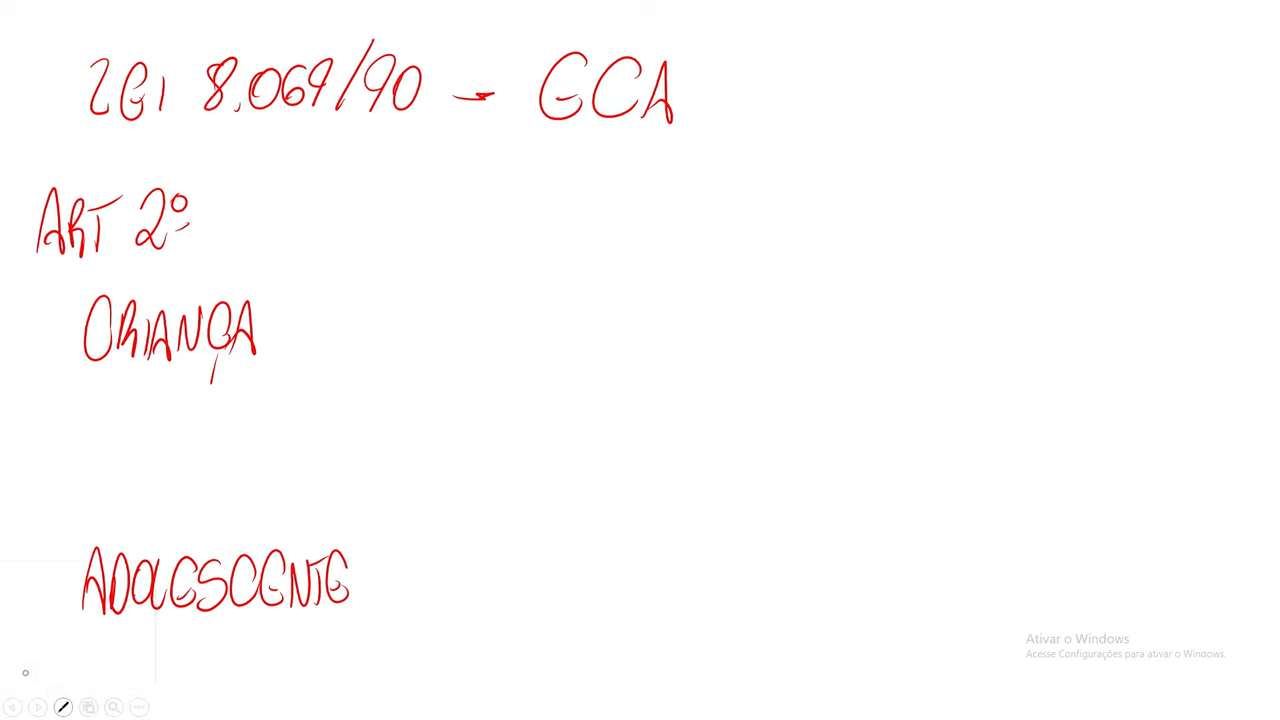 LEI 8.069/90 - ECA
ART 2º
CRIANÇA
ADOLESCENTE
Ativar o Windows
Acesse Configurações para ativar o Windows.